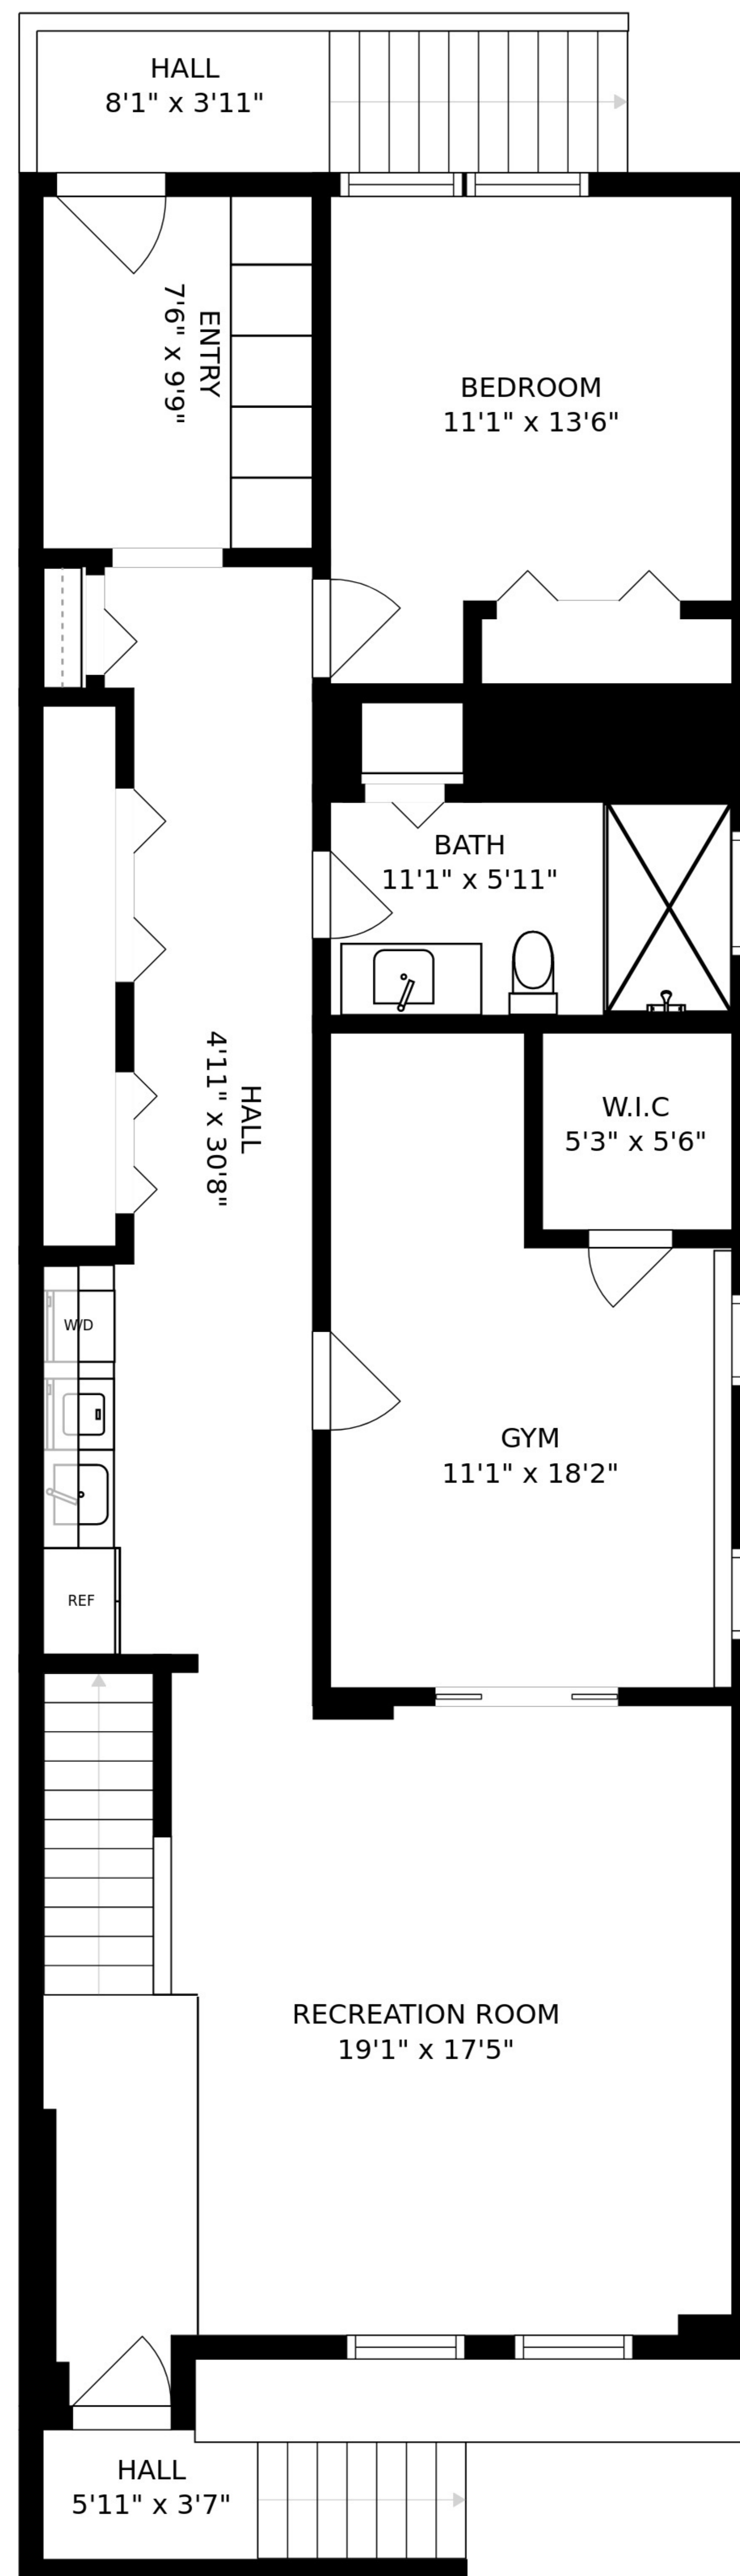 HALL
8'1" x 3'11"
ENTRY
7'6" x 9'9"
BEDROOM
11'1" x 13'6"
BATH
11'1" x 5'11"
HALL
4'11" x 30'8"
W.I.C
5'3" x 5'6"
W/D
GYM
11'1" x 18'2"
REF
RECREATION ROOM
19'1" x 17'5"
HALL
5'11" x 3'7"